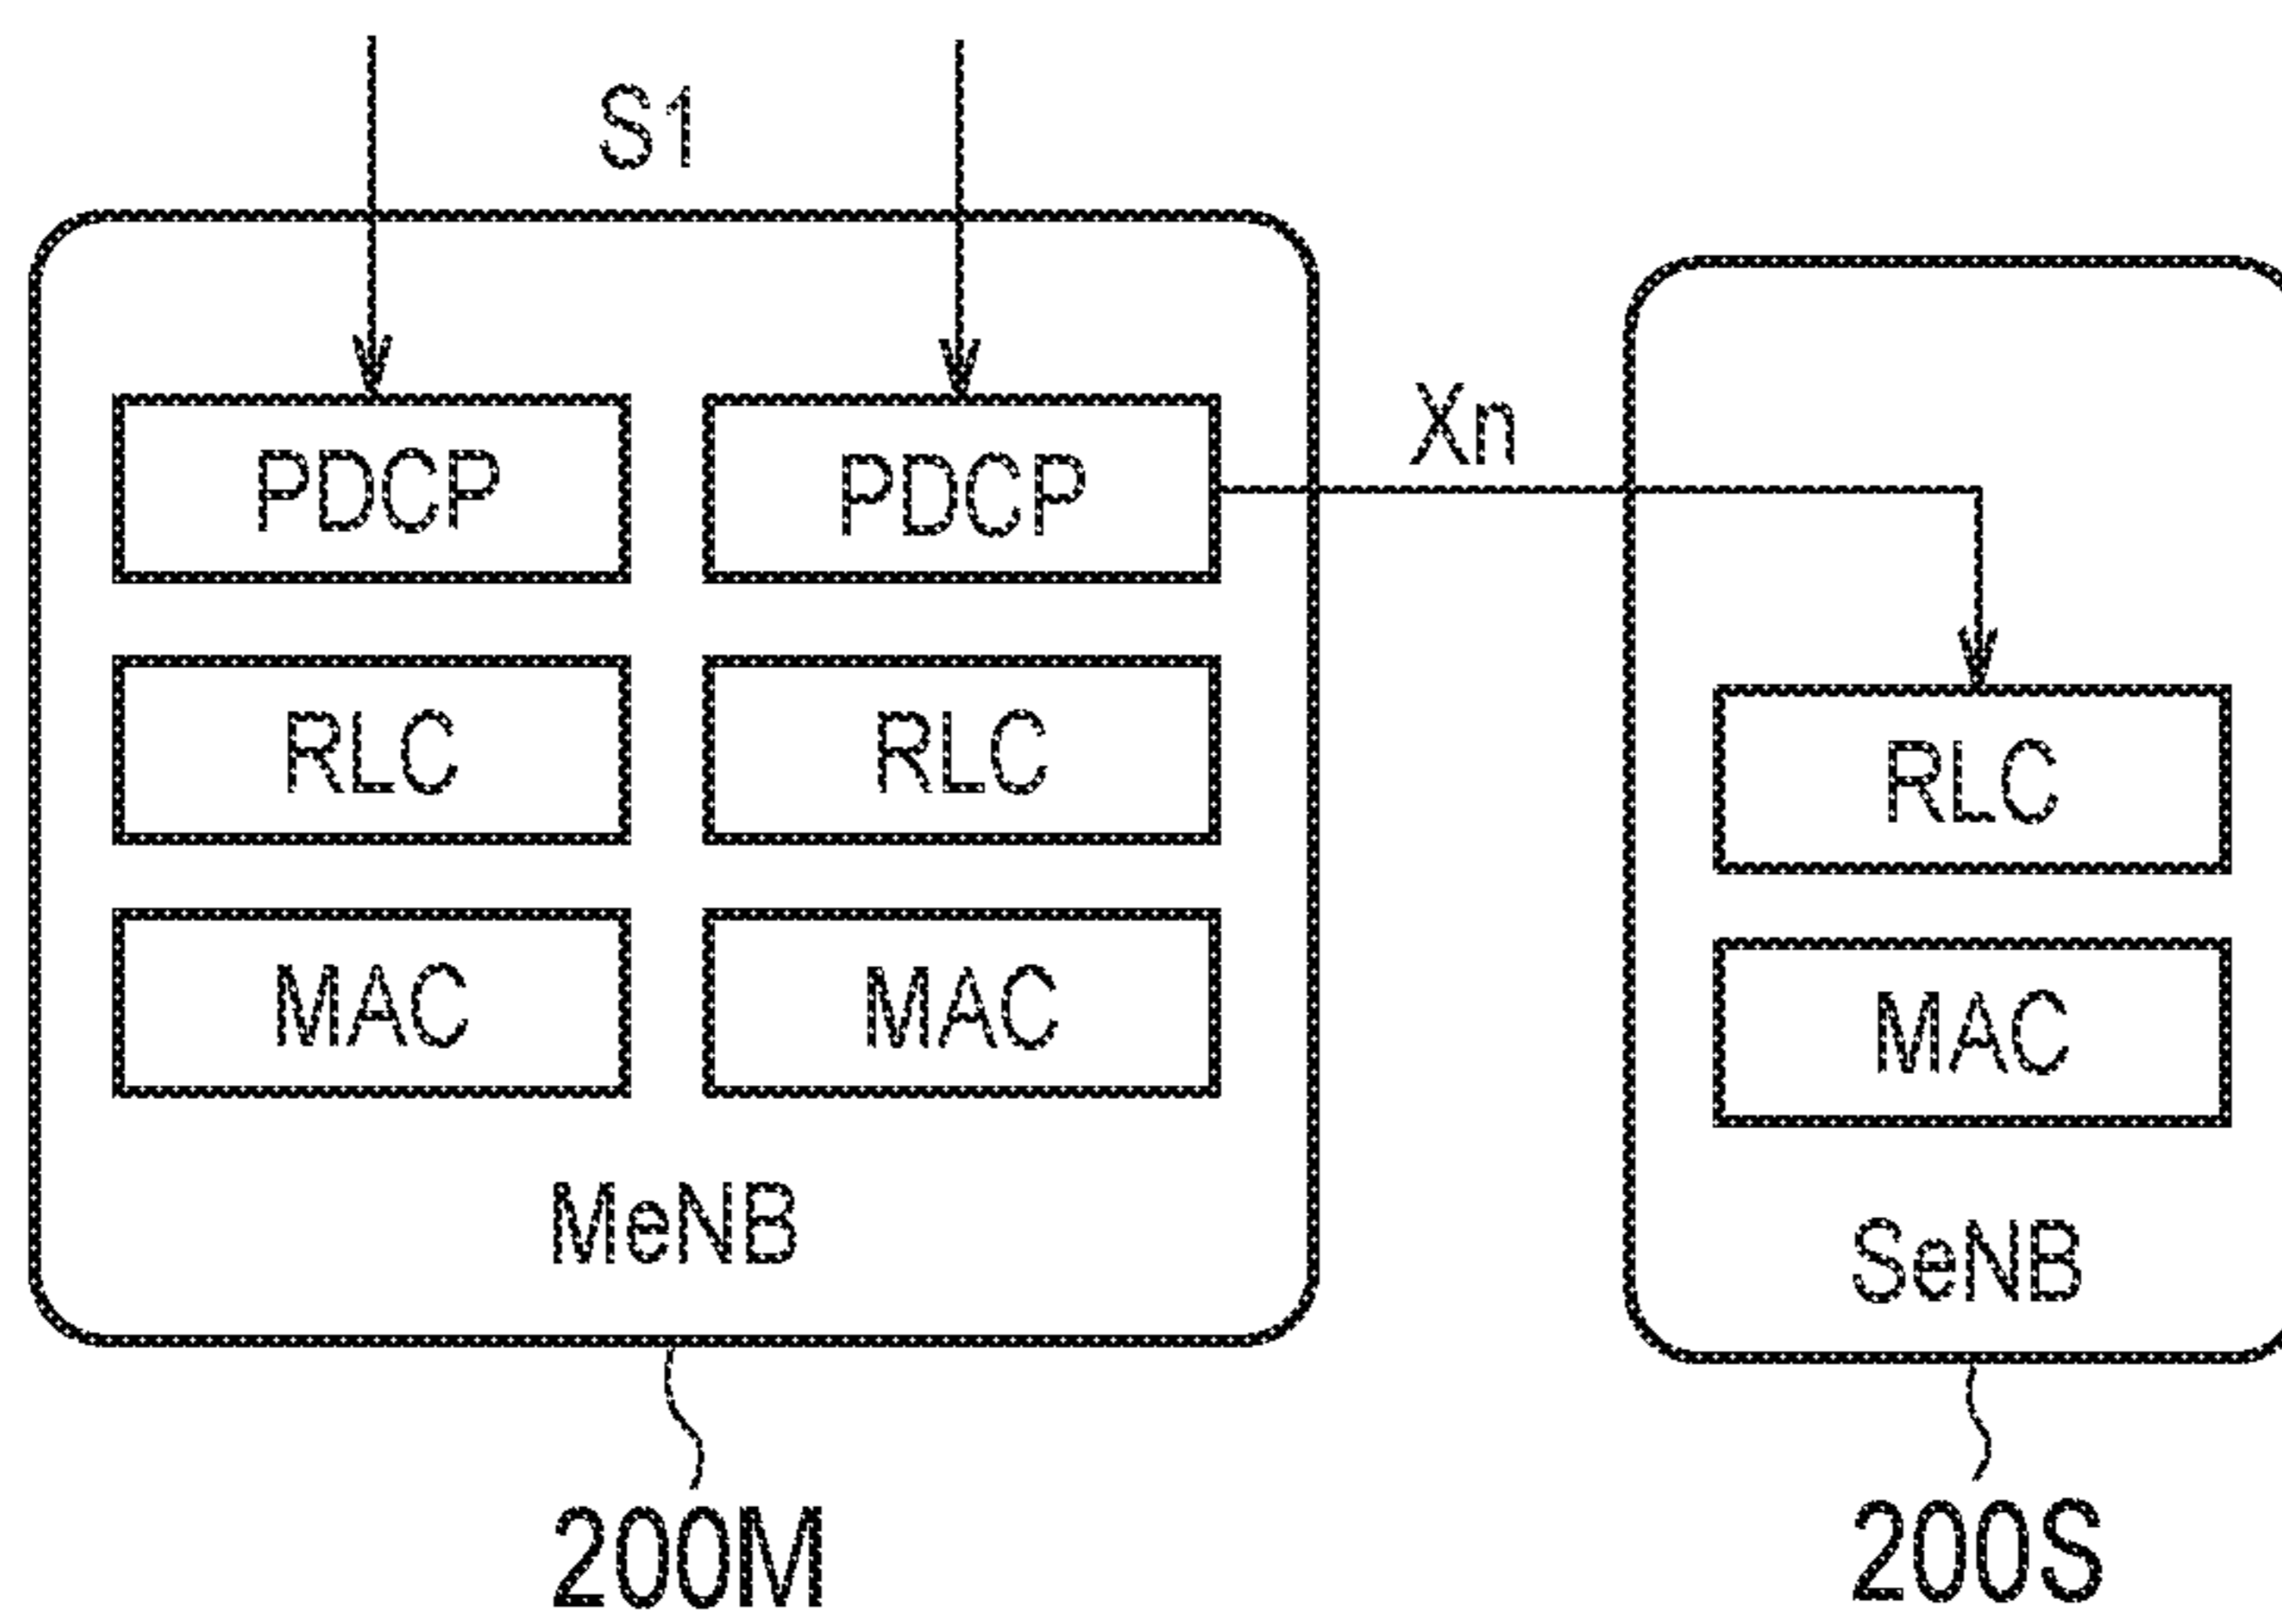 S1
Xn
PDCP PDCP
RLC RLC RLC
MAC MAC MAC
MeNB SeNB
200M 200S